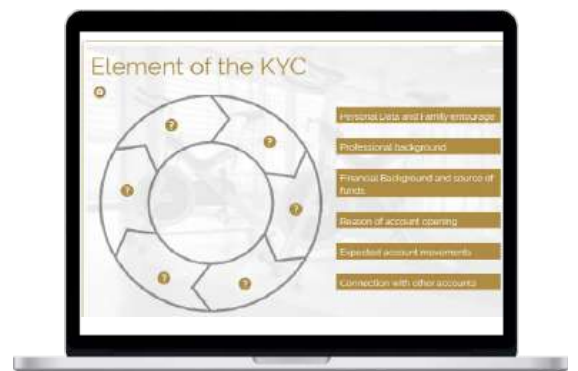 Element of the KYC
?
?
?
?
?
?
Personal Data and Family entourage
Professional background
Financial Background and source of
funds
Reason of account opening
Expected account movements
Connection with other accounts